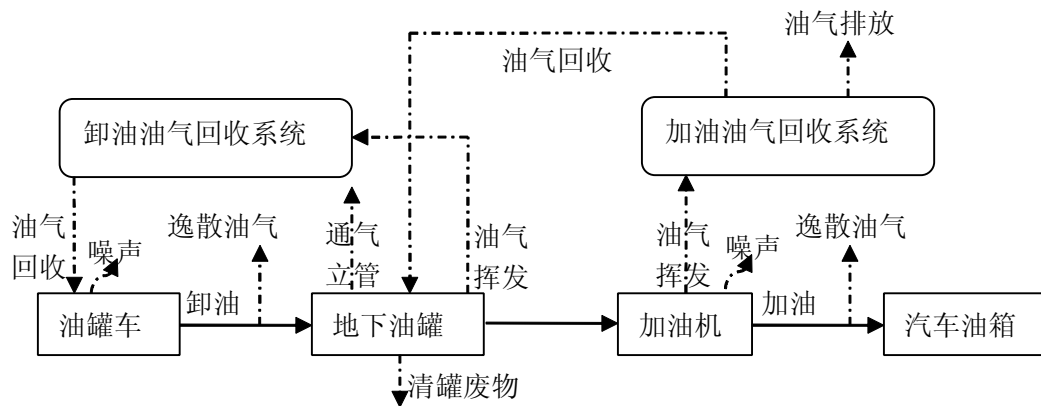 油气排放
油气回收
卸油油气回收系统
加油油气回收系统
油气
回收
噪声
逸散油气
通气
立管
油气
挥发
油气
挥发
噪声
逸散油气
卸油
加油
油罐车
地下油罐
加油机
汽车油箱
清罐废物